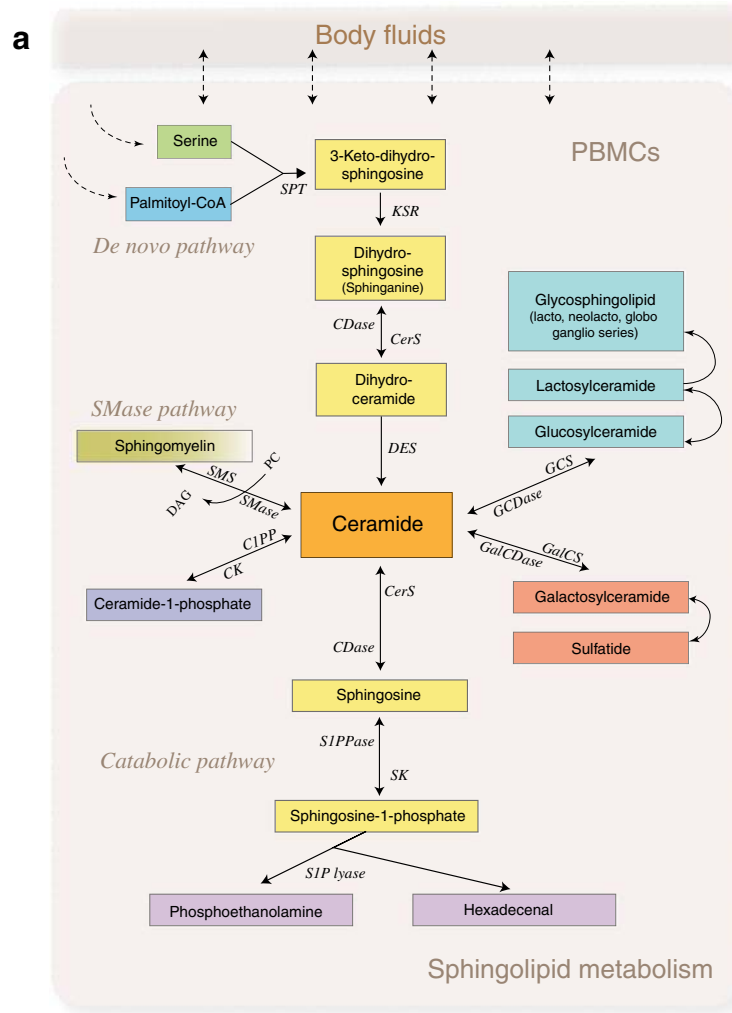 a
Body fluids
PBMCs
Serine
Palmitoyl-CoA
SPT
3-Keto-dihydro-
sphingosine
KSR
De novo pathway
Dihydro-
sphingosine
(Sphinganine)
CDase
CerS
Dihydro-
ceramide
DES
Glycosphingolipid
(lacto, neolacto, globo
ganglio series)
Lactosylceramide
Glucosylceramide
SMase pathway
Sphingomyelin
SMS
PC
DAG
SMase
GCS
GCDase
Ceramide
C1PP
CK
GalCS
GalCDase
Ceramide-1-phosphate
Galactosylceramide
Sulfatide
CerS
CDase
Sphingosine
S1PPase
SK
Catabolic pathway
Sphingosine-1-phosphate
S1P lyase
Phosphoethanolamine
Hexadecenal
Sphingolipid metabolism